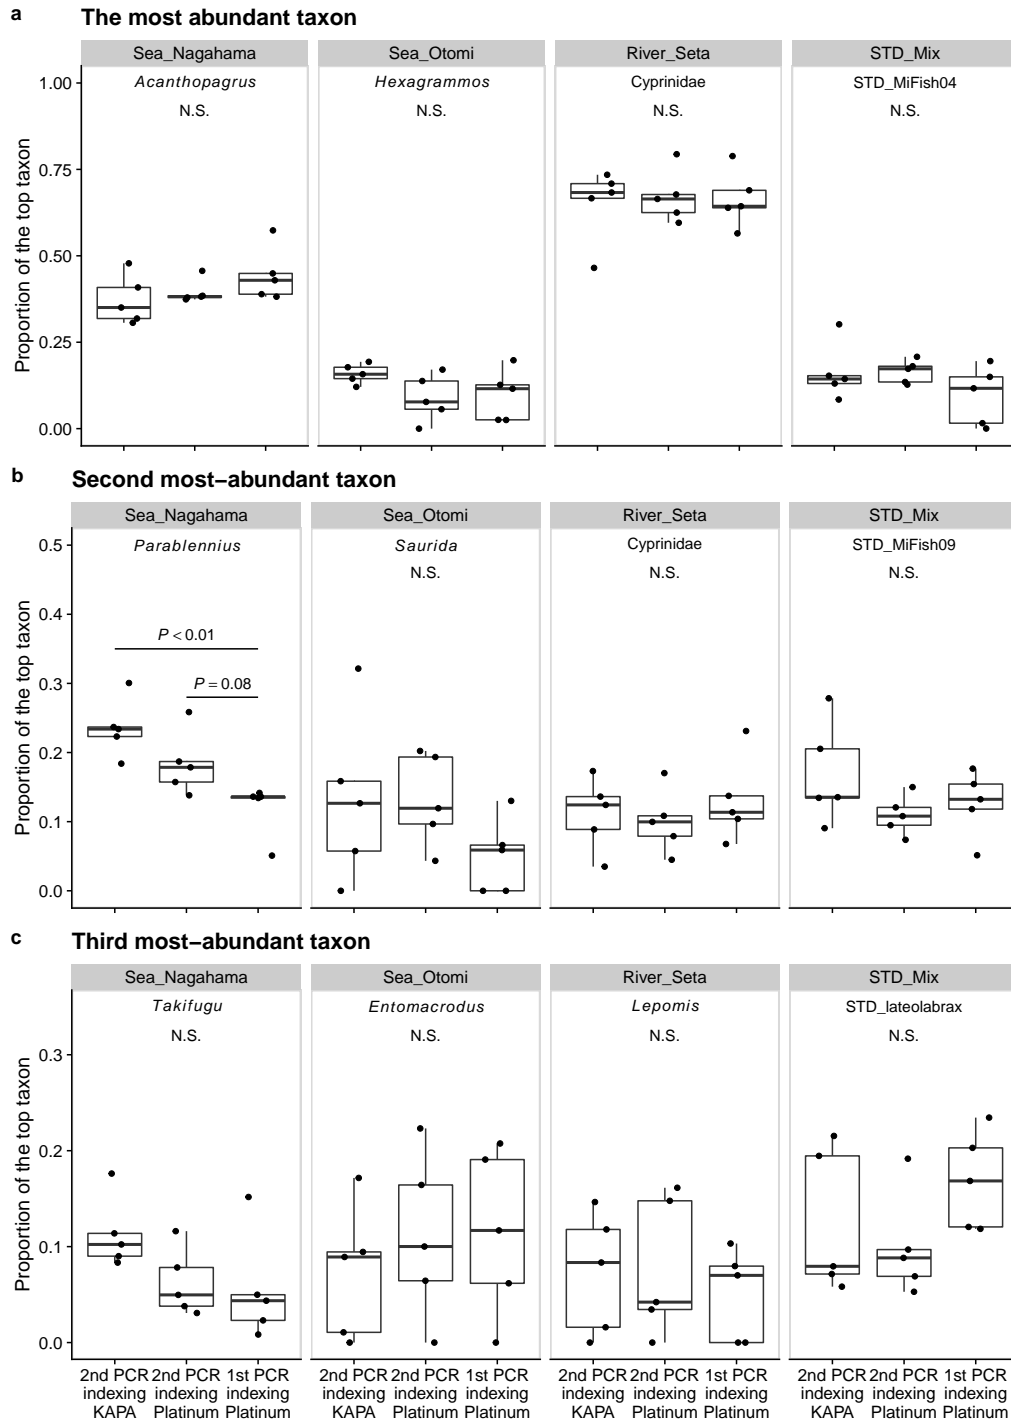 a The most abundant taxon
Sea_Nagahama Sea_Otomi River_Seta STD_Mix
Acanthopagrus Hexagrammos Cyprinidae STD_MiFish04
N.S. N.S. N.S. N.S.
Proportion of the top taxon
1.00
0.75
0.50
0.25
0.00
b Second most−abundant taxon
Sea_Nagahama Sea_Otomi River_Seta STD_Mix
Parablennius Saurida Cyprinidae STD_MiFish09
N.S. N.S. N.S.
P < 0.01
P = 0.08
Proportion of the top taxon
0.5
0.4
0.3
0.2
0.1
0.0
c Third most−abundant taxon
Sea_Nagahama Sea_Otomi River_Seta STD_Mix
Takifugu Entomacrodus Lepomis STD_lateolabrax
N.S. N.S. N.S. N.S.
Proportion of the top taxon
0.3
0.2
0.1
0.0
2nd PCR 2nd PCR 1st PCR 2nd PCR 2nd PCR 1st PCR 2nd PCR 2nd PCR 1st PCR 2nd PCR 2nd PCR 1st PCR
indexing indexing indexing indexing indexing indexing indexing indexing indexing indexing indexing indexing
KAPA Platinum Platinum KAPA Platinum Platinum KAPA Platinum Platinum KAPA Platinum Platinum